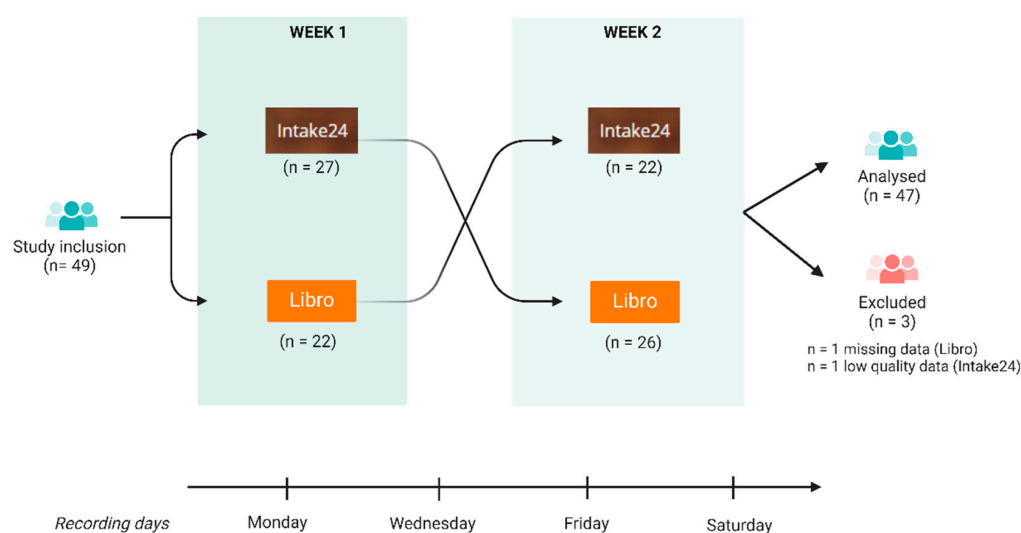 WEEK 1
WEEK 2
Intake24
(n = 27)
Intake24
(n = 22)
Analysed
(n = 47)
Study inclusion
(n= 49)
Libro
(n = 22)
Libro
(n = 26)
Excluded
(n = 3)
n = 1 missing data (Libro)
n = 1 low quality data (Intake24)
Recording days
Monday
Wednesday
Friday
Saturday